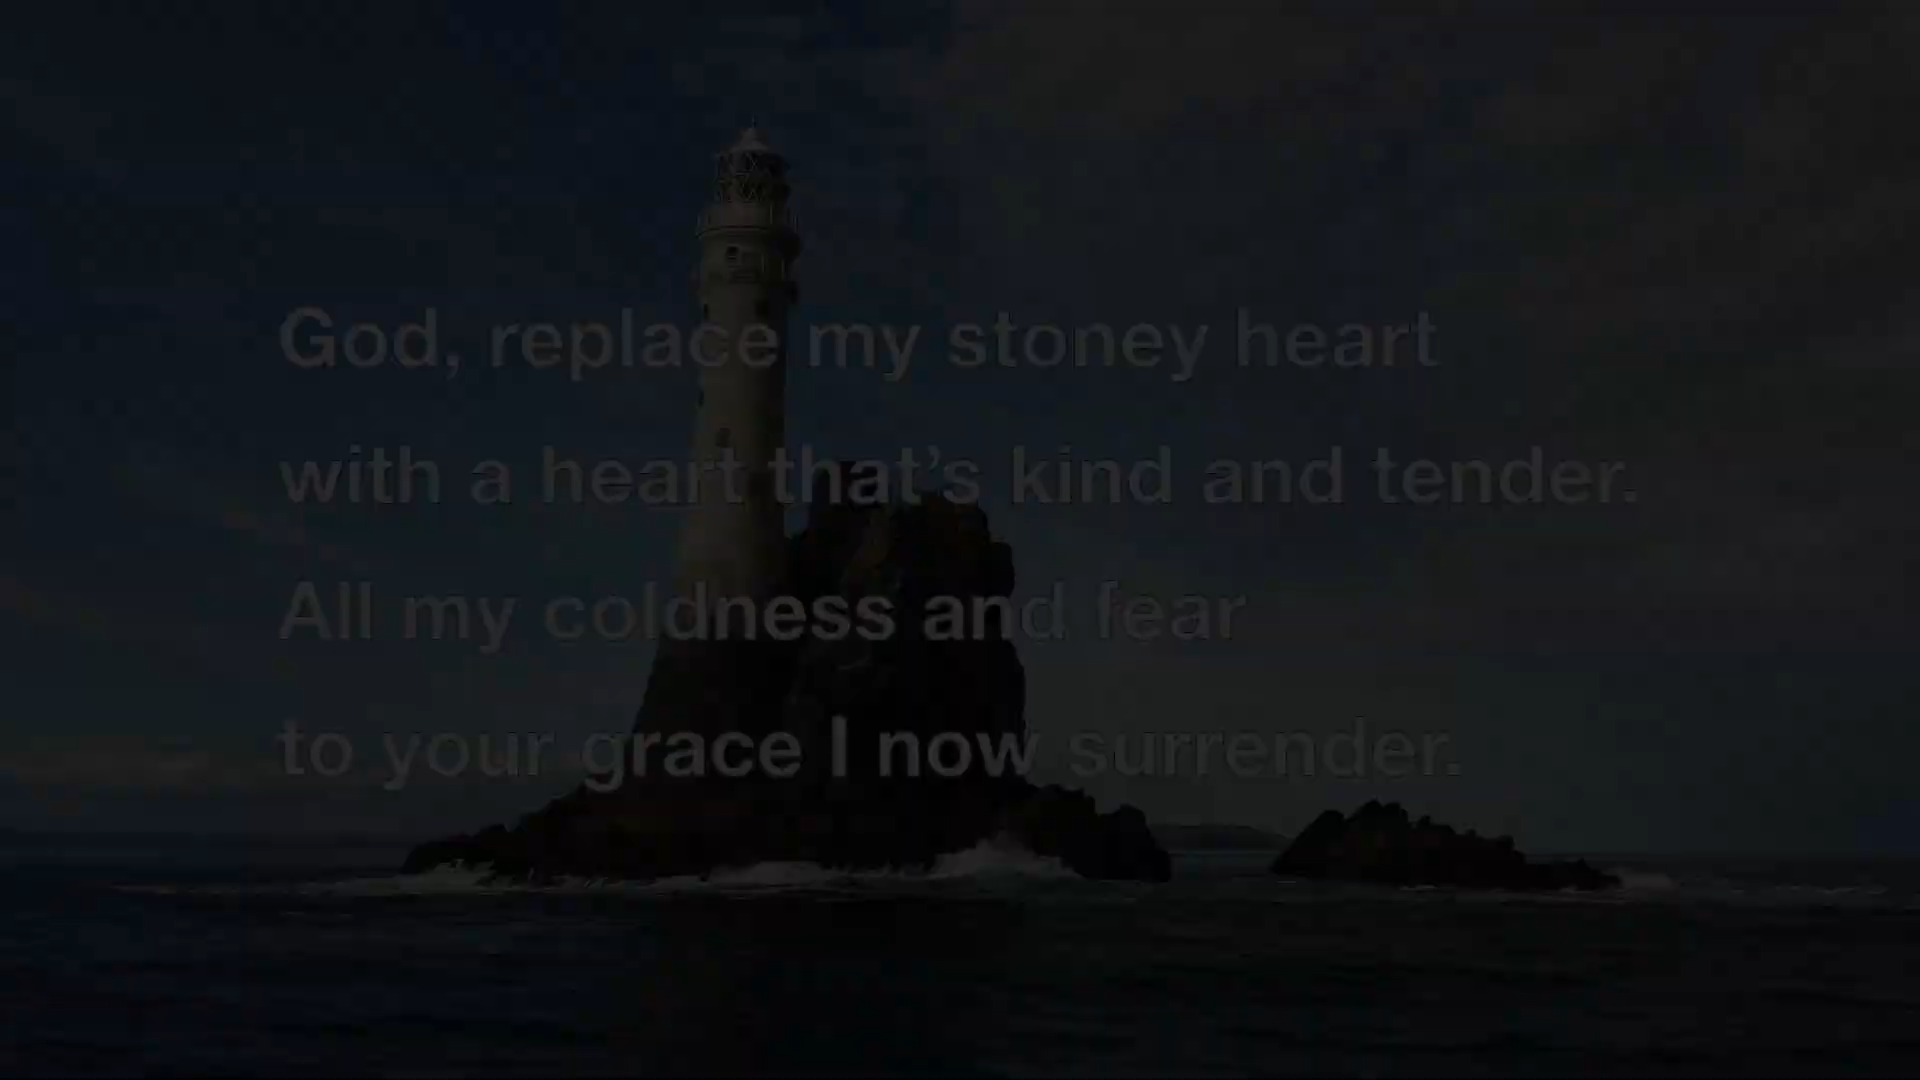 God, replace my stoney heart
with a heart that’s kind and tender.
All my coldness and fear
to your grace I now surrender.